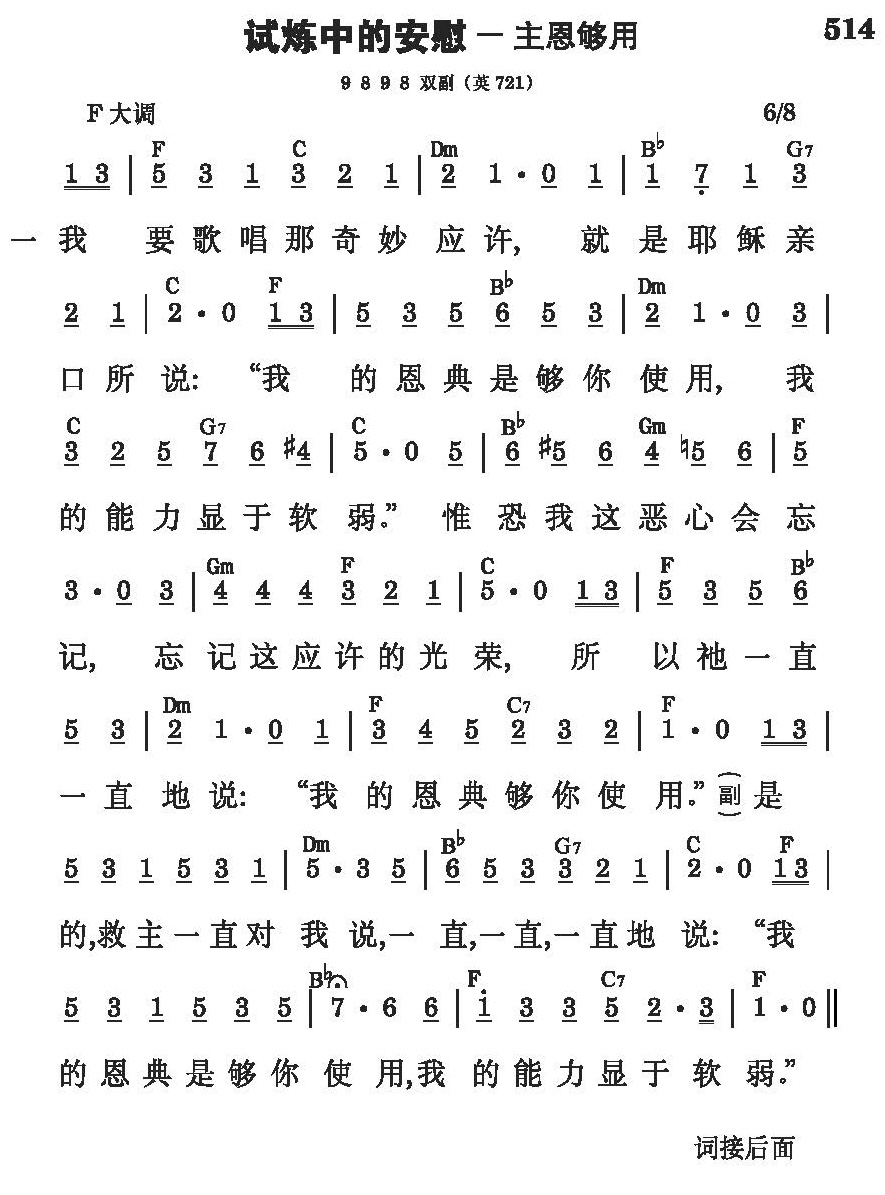 试炼中的安慰－主恩够用 514
9 8 9 8 双副（英 721）
F 大调 6/8
F C Dm B♭ G7
1 3 | 5 3 1 3 2 1 | 2 1 · 0 1 | 1 7 1 3
一 我 要歌唱那奇妙应许, 就是耶稣亲
C F B♭ Dm
2 1 | 2 · 0 1 3 | 5 3 5 6 5 3 | 2 1 · 0 3 |
口所说: “我 的恩典是够你使用, 我
C G7 C B♭ Gm F
3 2 5 7 6 ♯4 | 5 · 0 5 | 6 ♯5 6 4 ♮5 6 | 5
的能力显于软弱。” 惟恐我这恶心会忘
Gm F C F B♭
3 · 0 3 | 4 4 4 3 2 1 | 5 · 0 1 3 | 5 3 5 6
记, 忘记这应许的光荣, 所以祂一直
Dm F C7 F
5 3 | 2 1 · 0 1 | 3 4 5 2 3 2 | 1 · 0 1 3 |
一直地说: “我的恩典够你使用。”(副)是
Dm B♭ G7 C F
5 3 1 5 3 1 | 5 · 3 5 | 6 5 3 3 2 1 | 2 · 0 1 3 |
的,救主一直对我说,一直,一直,一直地说: “我
B♭ F C7 F
5 3 1 5 3 5 | 7 · 6 6 | 1 3 3 5 2 · 3 | 1 · 0 ‖
的恩典是够你使用,我的能力显于软弱。”
词接后面